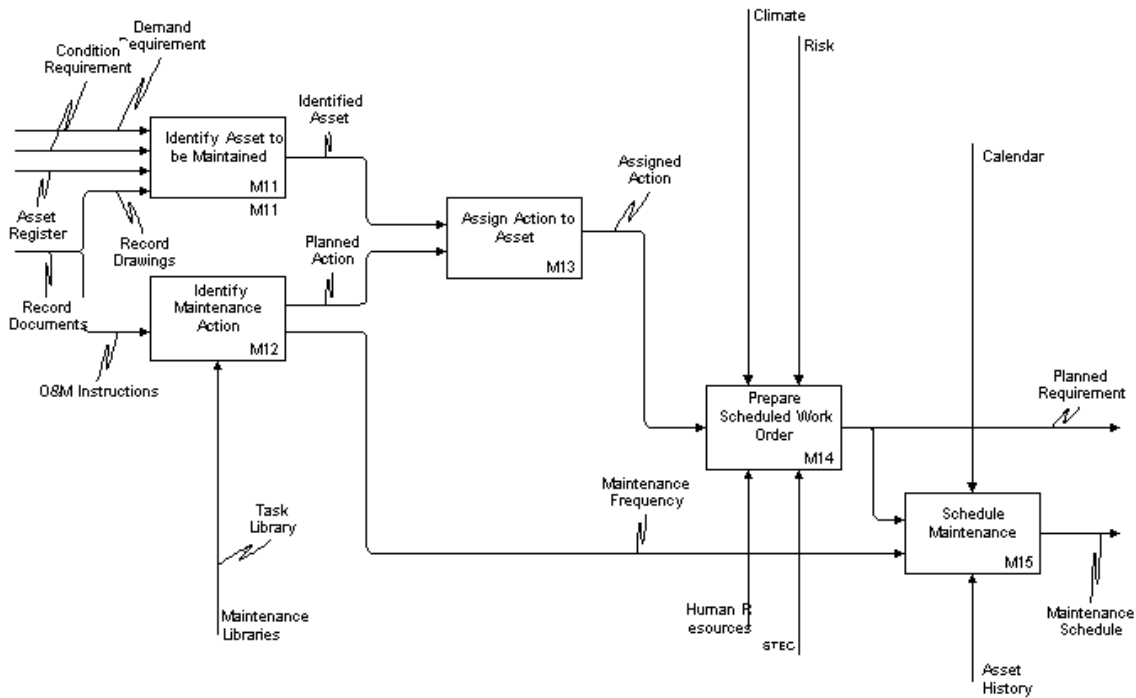 Climate
Risk
Demand
Requirement
Condition
Requirement
Identified
Asset
Identify Asset to
be Maintained
M11
M11
Assigned
Action
Calendar
Asset
Register
Record
Drawings
Planned
Action
Assign Action to
Asset
M13
Record
Documents
Identify
Maintenance
Action
M12
O&M Instructions
Planned
Requirement
Prepare
Scheduled Work
Order
M14
Maintenance
Frequency
Task
Library
Schedule
Maintenance
M15
Maintenance
Libraries
Human R
esources
STEC
Maintenance
Schedule
Asset
History